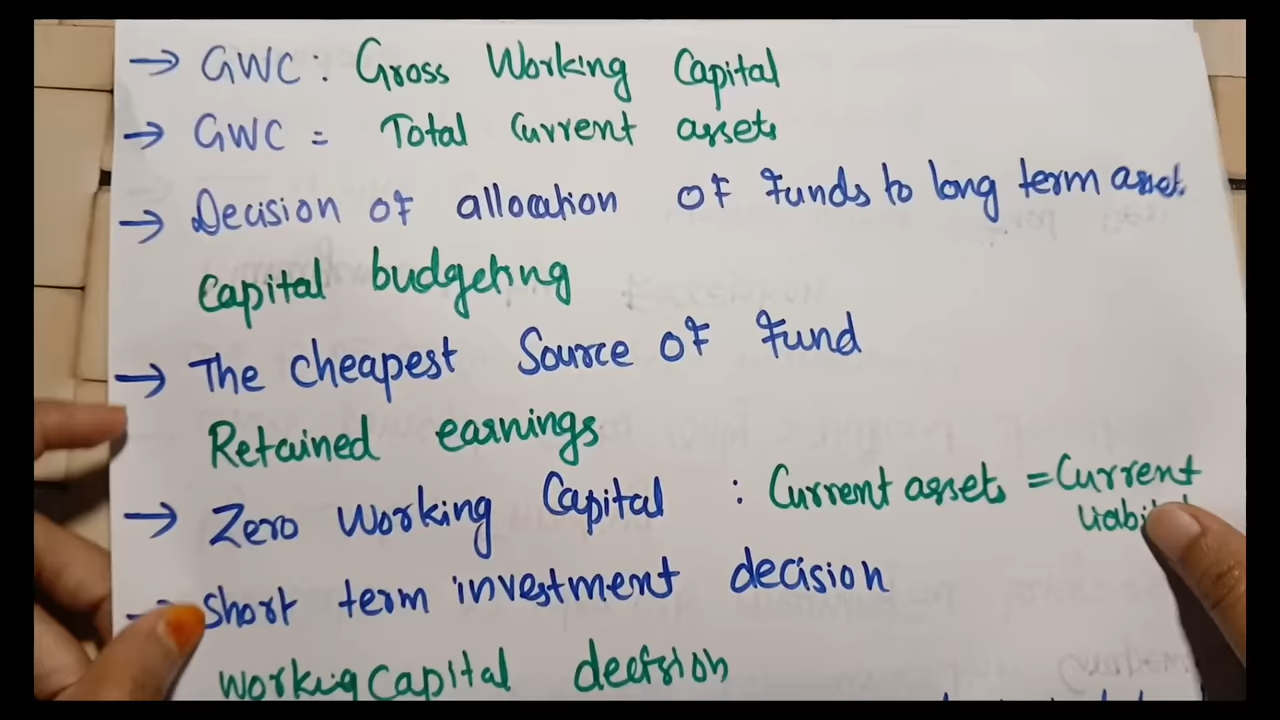 → GWC: Gross Working Capital
→ GWC = Total Current assets
→ Decision of allocation of funds to long term asset.
Capital budgeting
→ The cheapest Source of fund
Retained earnings
→ Zero Working Capital : Current assets = Current
→ Short term investment decision
Working Capital decision